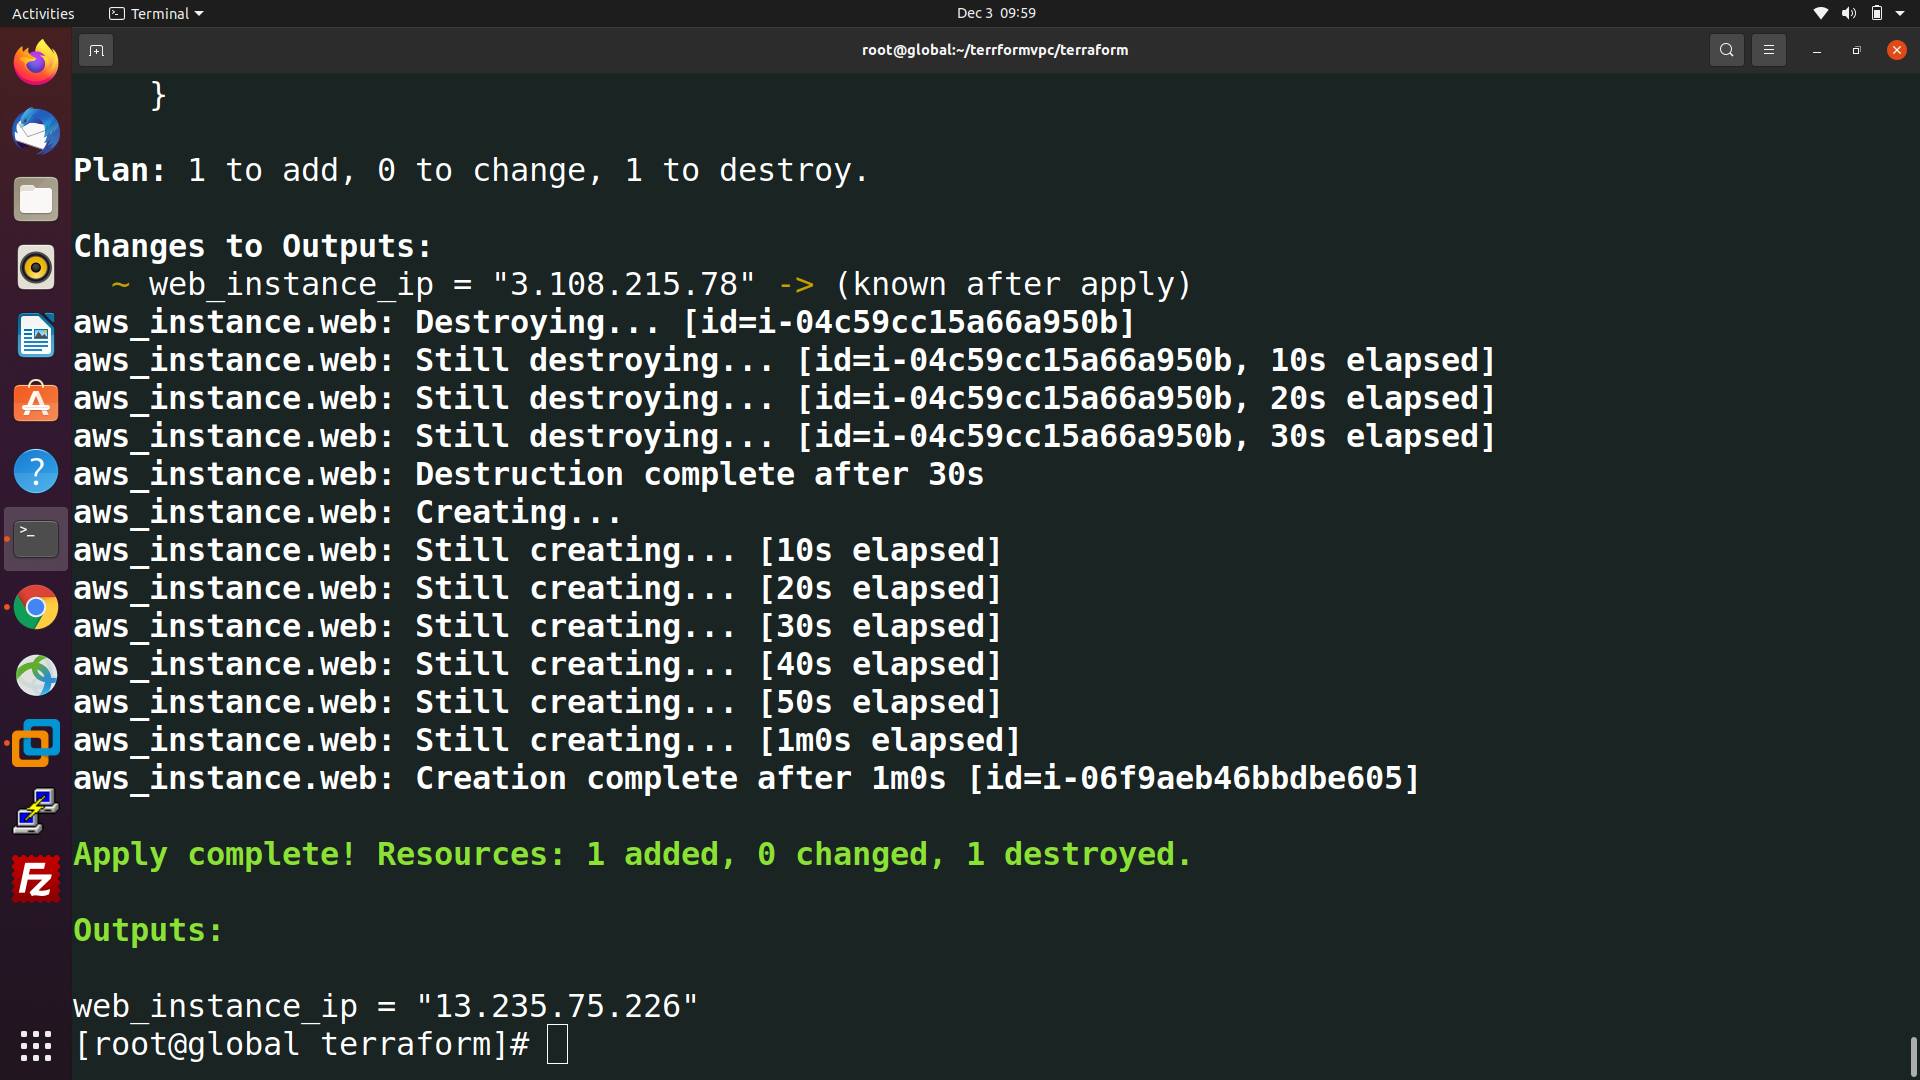 Activities
Terminal
Dec 3 09:59
root@global:~/terrformvpc/terraform
}
Plan: 1 to add, 0 to change, 1 to destroy.
Changes to Outputs:
~ web_instance_ip = "3.108.215.78" -> (known after apply)
aws_instance.web: Destroying... [id=i-04c59cc15a66a950b]
aws_instance.web: Still destroying... [id=i-04c59cc15a66a950b, 10s elapsed]
aws_instance.web: Still destroying... [id=i-04c59cc15a66a950b, 20s elapsed]
aws_instance.web: Still destroying... [id=i-04c59cc15a66a950b, 30s elapsed]
aws_instance.web: Destruction complete after 30s
aws_instance.web: Creating...
aws_instance.web: Still creating... [10s elapsed]
aws_instance.web: Still creating... [20s elapsed]
aws_instance.web: Still creating... [30s elapsed]
aws_instance.web: Still creating... [40s elapsed]
aws_instance.web: Still creating... [50s elapsed]
aws_instance.web: Still creating... [1m0s elapsed]
aws_instance.web: Creation complete after 1m0s [id=i-06f9aeb46bbdbe605]
Apply complete! Resources: 1 added, 0 changed, 1 destroyed.
Outputs:
web_instance_ip = "13.235.75.226"
[root@global terraform]#